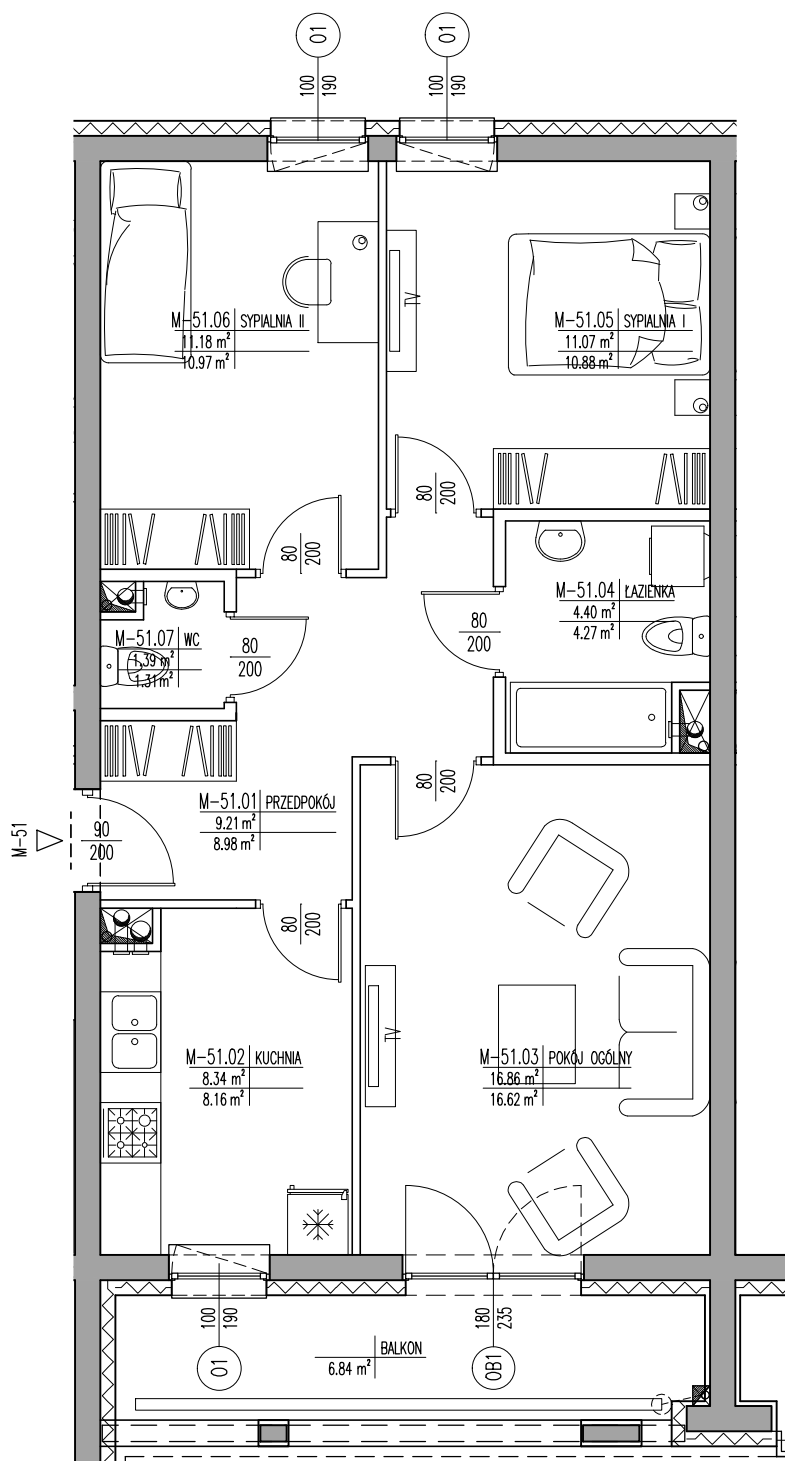 O1
O1
100
190
100
190
M-51.06 SYPIALNIA II
11.18 m²
10.97 m²
TV
M-51.05 SYPIALNIA I
11.07 m²
10.88 m²
80
200
80
200
M-51.04 ŁAZIENKA
4.40 m²
4.27 m²
80
200
M-51.07 WC
1.39 m²
1.31 m²
80
200
80
200
M-51.01 PRZEDPOKÓJ
9.21 m²
8.98 m²
M-51
90
200
80
200
TV
M-51.02 KUCHNIA
8.34 m²
8.16 m²
M-51.03 POKÓJ OGÓLNY
16.86 m²
16.62 m²
100
190
O1
180
235
OB1
BALKON
6.84 m²